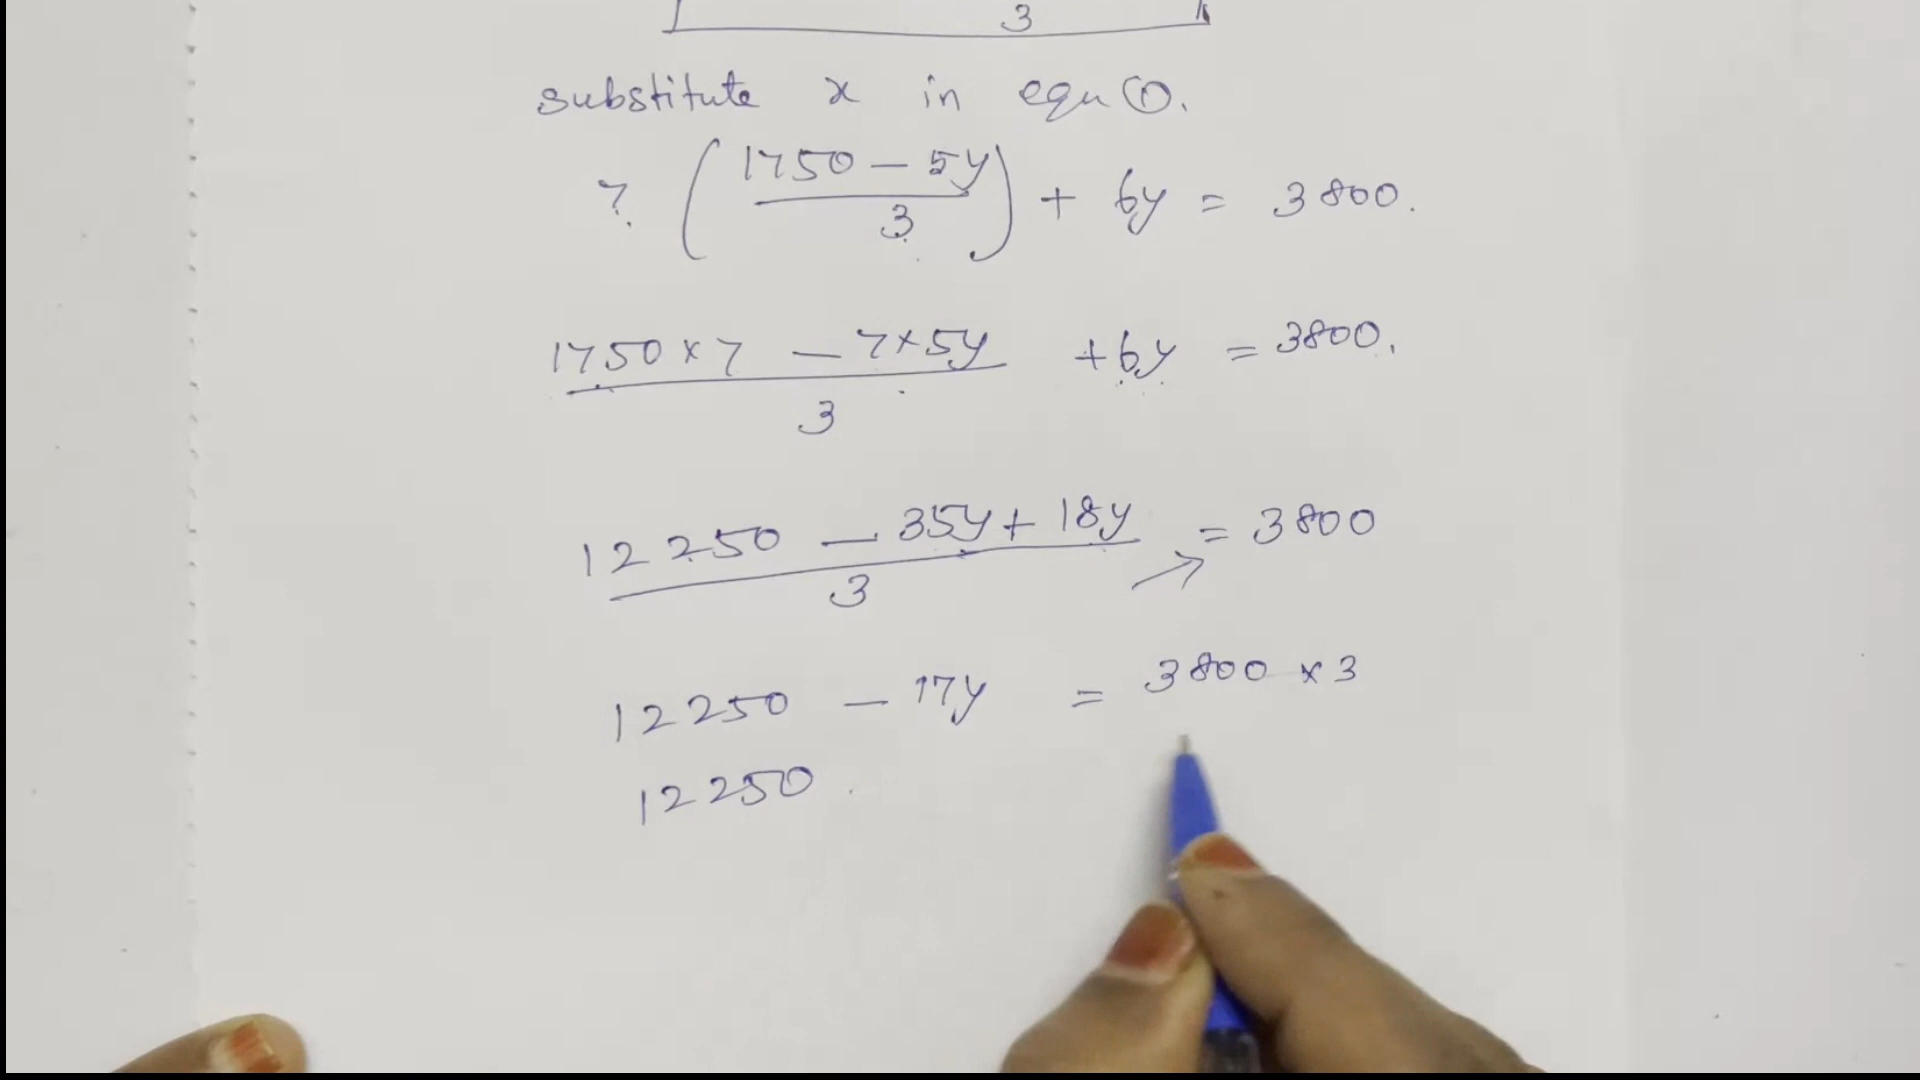 3
substitute x in equ ①.
7 ( 1750 - 5y / 3 ) + 6y = 3800.
1750 x 7 - 7 x 5y / 3 + 6y = 3800.
12250 - 35y + 18y / 3 = 3800
12250 - 17y = 3800 x 3
12250